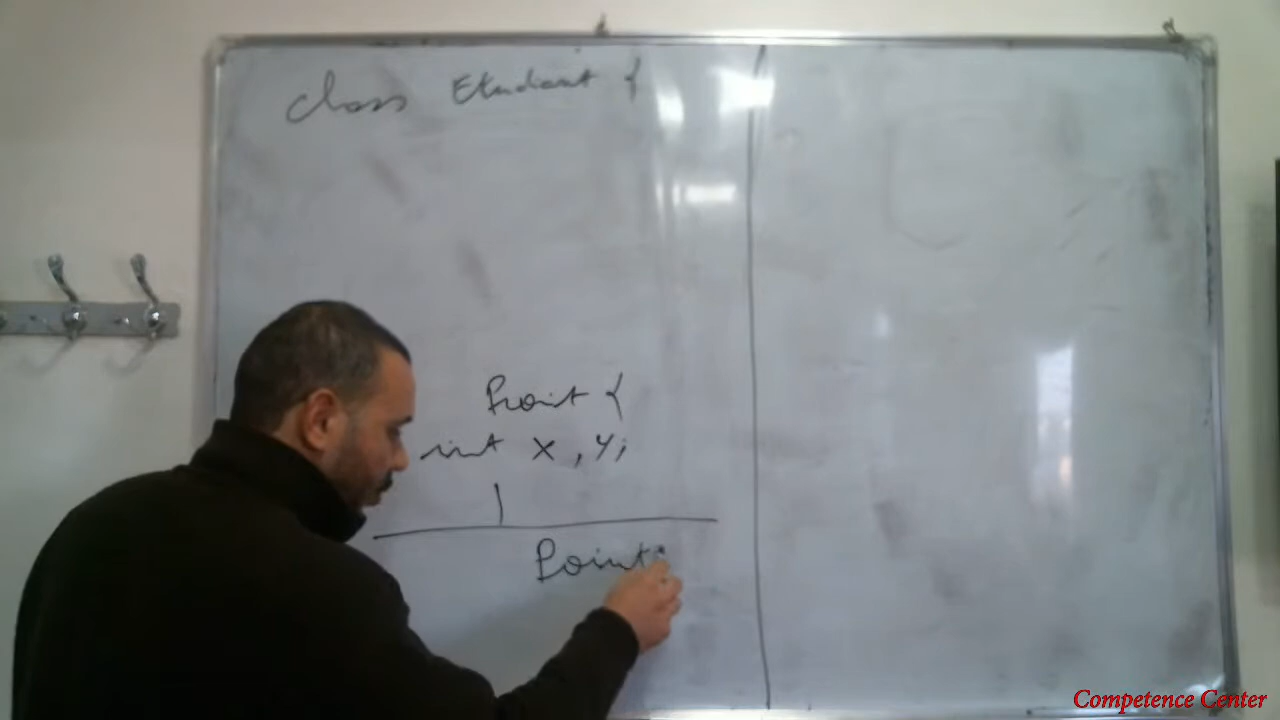 class Etudiant {
Point {
int x, y;
Point
Competence Center